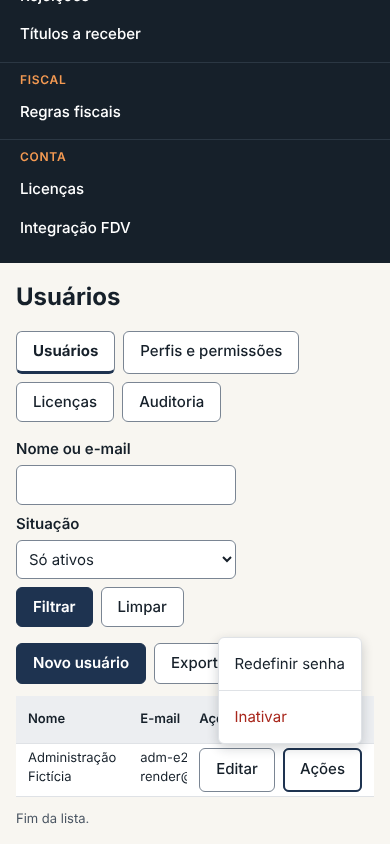 Títulos a receber
FISCAL
Regras fiscais
CONTA
Licenças
Integração FDV
Usuários
Usuários
Perfis e permissões
Licenças
Auditoria
Nome ou e-mail
Situação
Só ativos
Filtrar
Limpar
Novo usuário
Export
Redefinir senha
Inativar
Nome
E-mail
Administração
Fictícia
adm-e2
render@
Editar
Ações
Fim da lista.